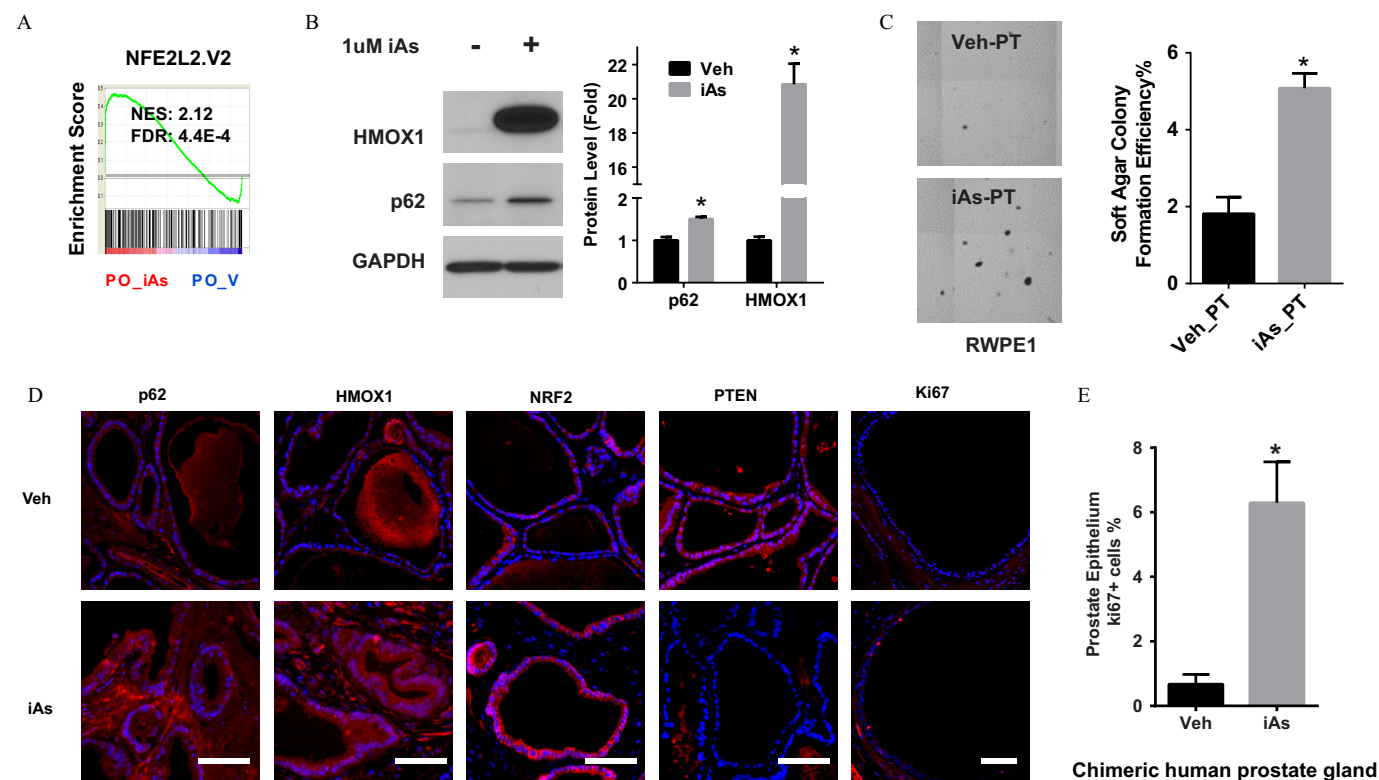 A
NFE2L2.V2
Enrichment Score
NES: 2.12
FDR: 4.4E-4
PO_iAs PO_V
B
1uM iAs - +
HMOX1
p62
GAPDH
Protein Level (Fold)
22
20
18
16
14
2
1
0
Veh
iAs
*
*
p62 HMOX1
C
Veh-PT
iAs-PT
RWPE1
Soft Agar Colony
Formation Efficiency%
6
4
2
0
*
Veh_PT iAs_PT
D
p62 HMOX1 NRF2 PTEN Ki67
Veh
iAs
E
Prostate Epithelium
ki67+ cells %
8
6
4
2
0
*
Veh iAs
Chimeric human prostate gland